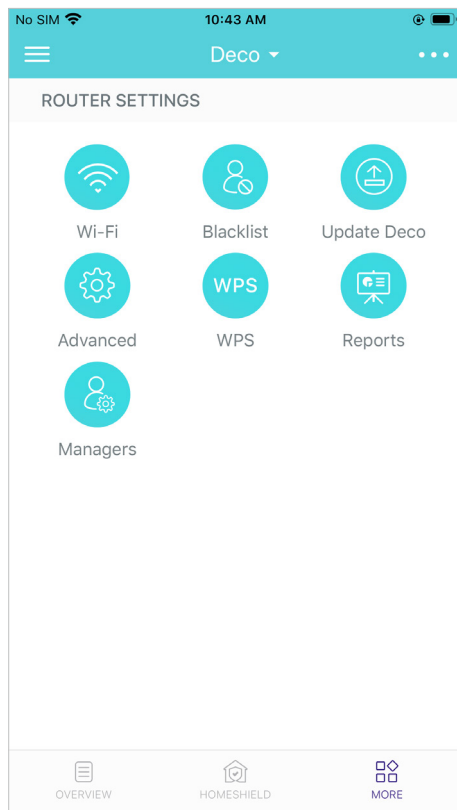 No SIM 10:43 AM
Deco
ROUTER SETTINGS
Wi-Fi Blacklist Update Deco
WPS
Advanced WPS Reports
Managers
OVERVIEW HOMESHIELD MORE